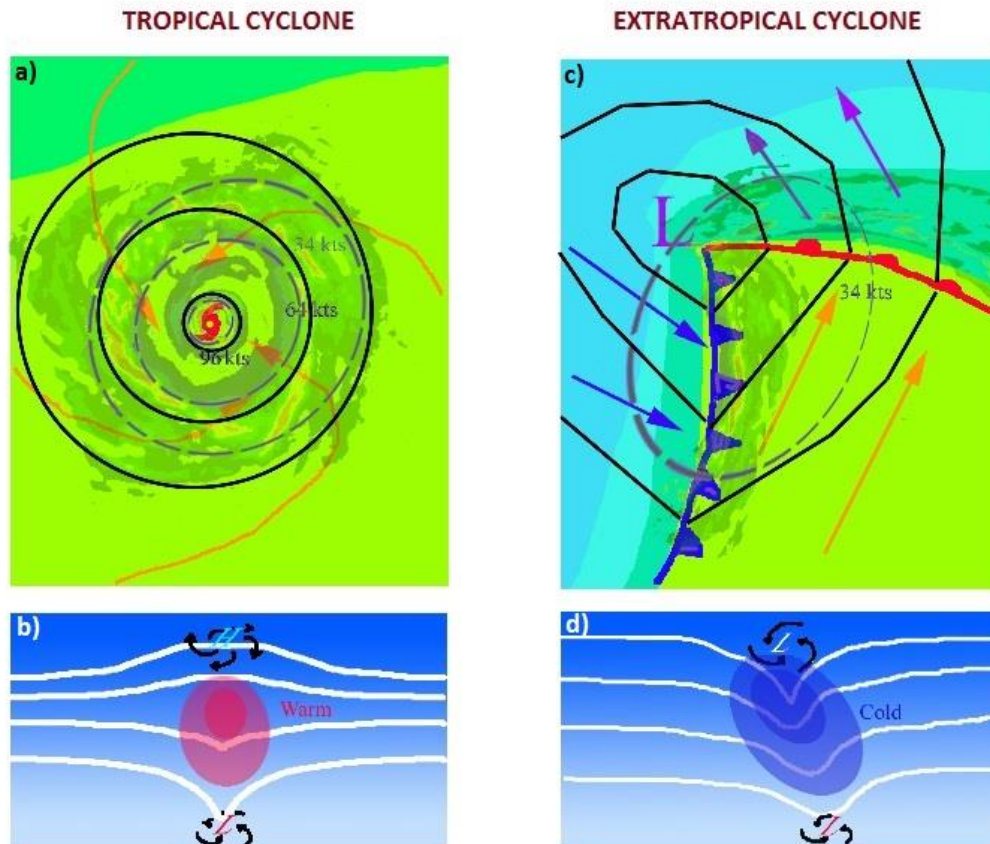 TROPICAL CYCLONE
EXTRATROPICAL CYCLONE
a)
34 kts
64 kts
96 kts
c)
L
34 kts
b)
H
Warm
L
d)
L
Cold
L